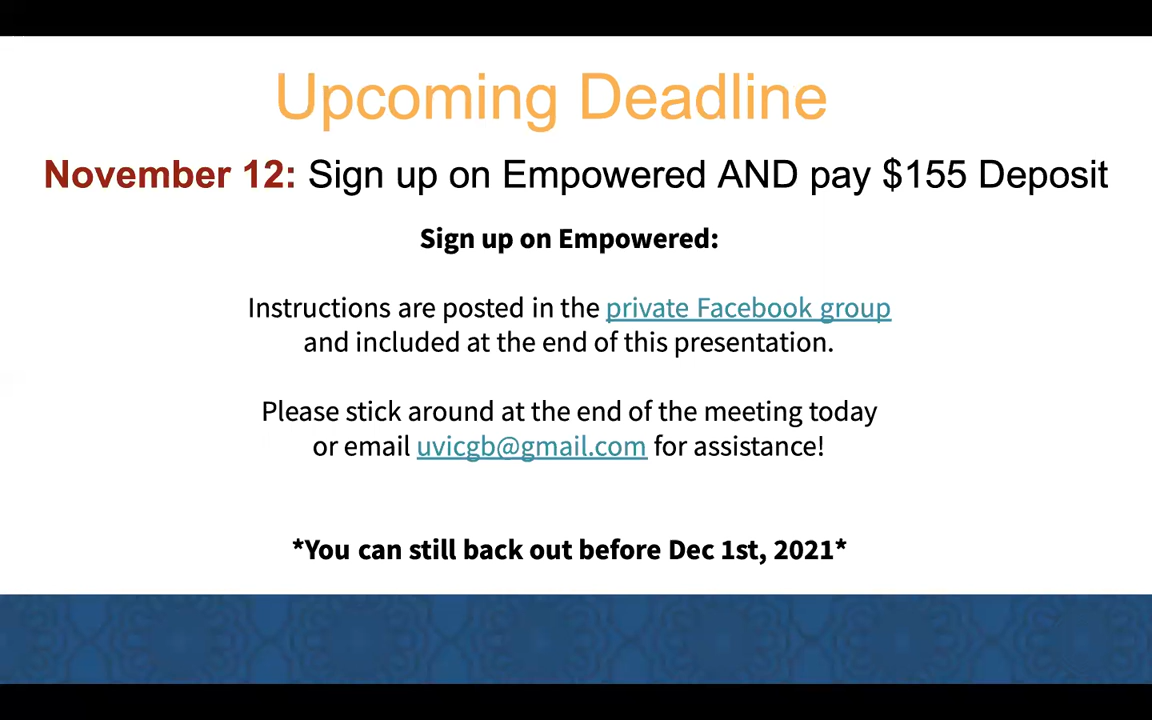 Upcoming Deadline
November 12: Sign up on Empowered AND pay $155 Deposit
Sign up on Empowered:
Instructions are posted in the private Facebook group
and included at the end of this presentation.
Please stick around at the end of the meeting today
or email uvicgb@gmail.com for assistance!
*You can still back out before Dec 1st, 2021*